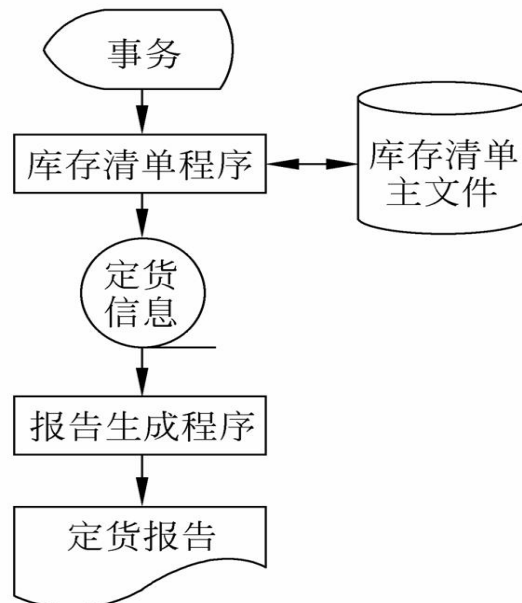 事务
库存清单程序
库存清单
主文件
定货
信息
报告生成程序
定货报告